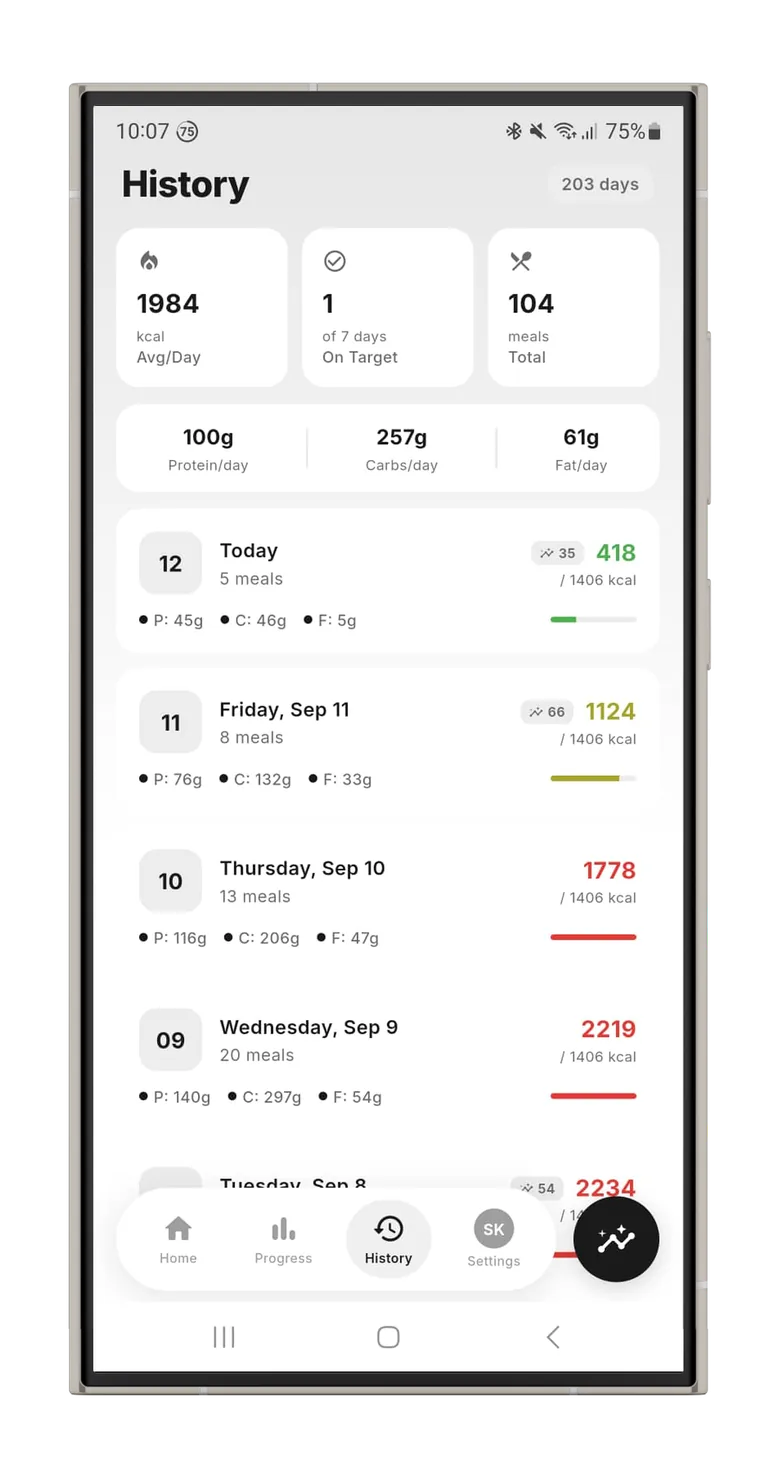 10:07 75 75%
History 203 days
1984 1 104
kcal of 7 days meals
Avg/Day On Target Total
100g 257g 61g
Protein/day Carbs/day Fat/day
12 Today 35 418
5 meals / 1406 kcal
P: 45g C: 46g F: 5g
11 Friday, Sep 11 66 1124
8 meals / 1406 kcal
P: 76g C: 132g F: 33g
10 Thursday, Sep 10 1778
13 meals / 1406 kcal
P: 116g C: 206g F: 47g
09 Wednesday, Sep 9 2219
20 meals / 1406 kcal
P: 140g C: 297g F: 54g
Tuesday, Sep 8 54 2234
/ 14
SK
Home Progress History Settings